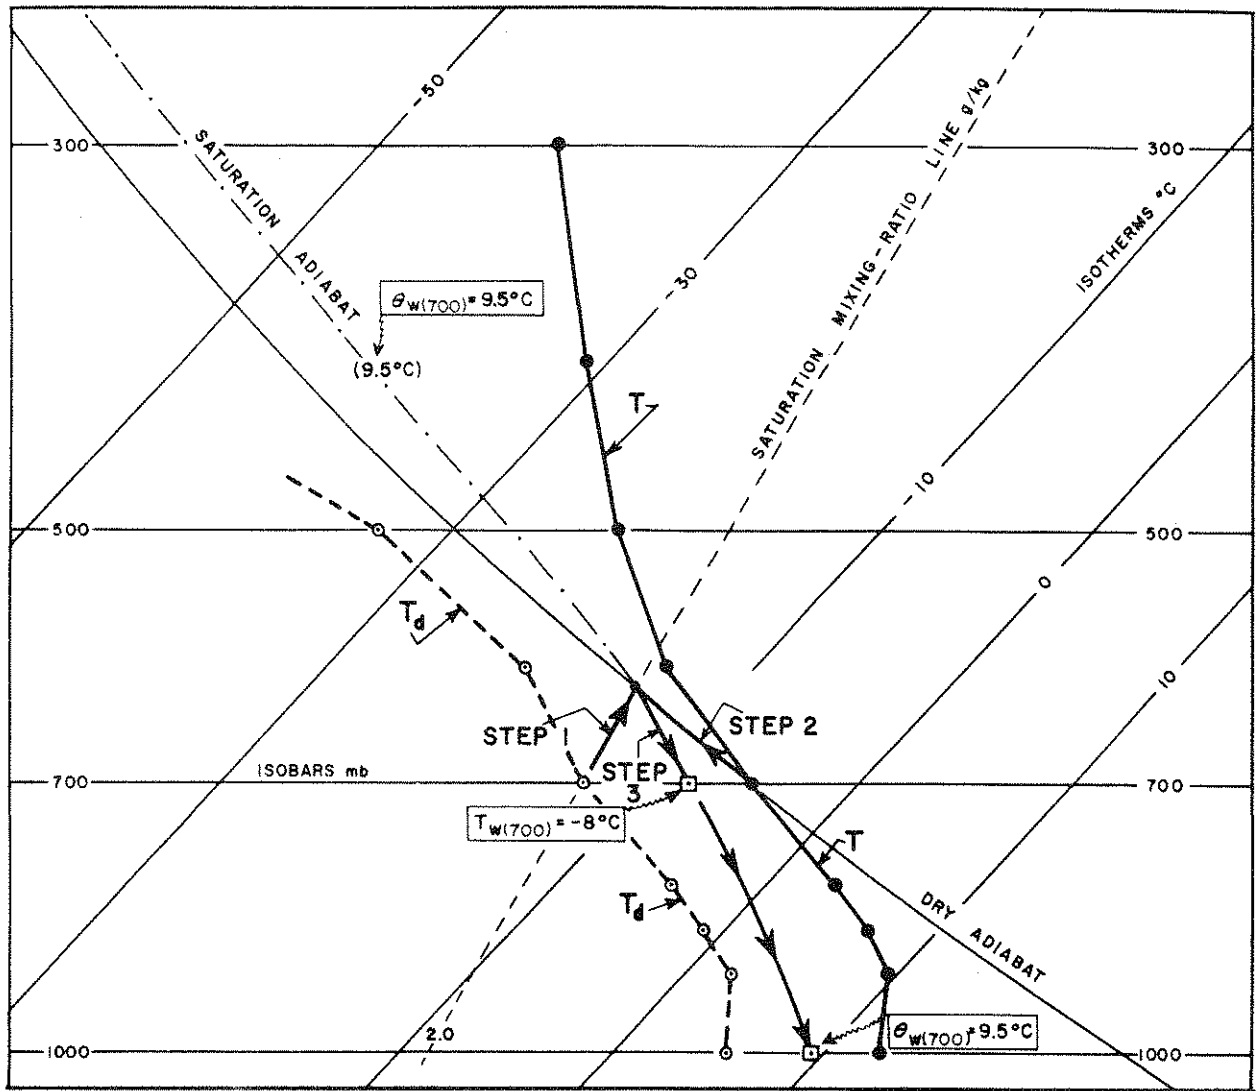 -50
300
300
SATURATION ADIABAT
SATURATION MIXING-RATIO LINE g/kg
ISOTHERMS °C
-30
θw(700) = 9.5°C
(9.5°C)
T
-10
500
500
0
Td
STEP 1
STEP 2
10
ISOBARS mb
700
700
STEP
3
Tw(700) = -8°C
T
Td
DRY ADIABAT
2.0
θw(700) = 9.5°C
1000
1000